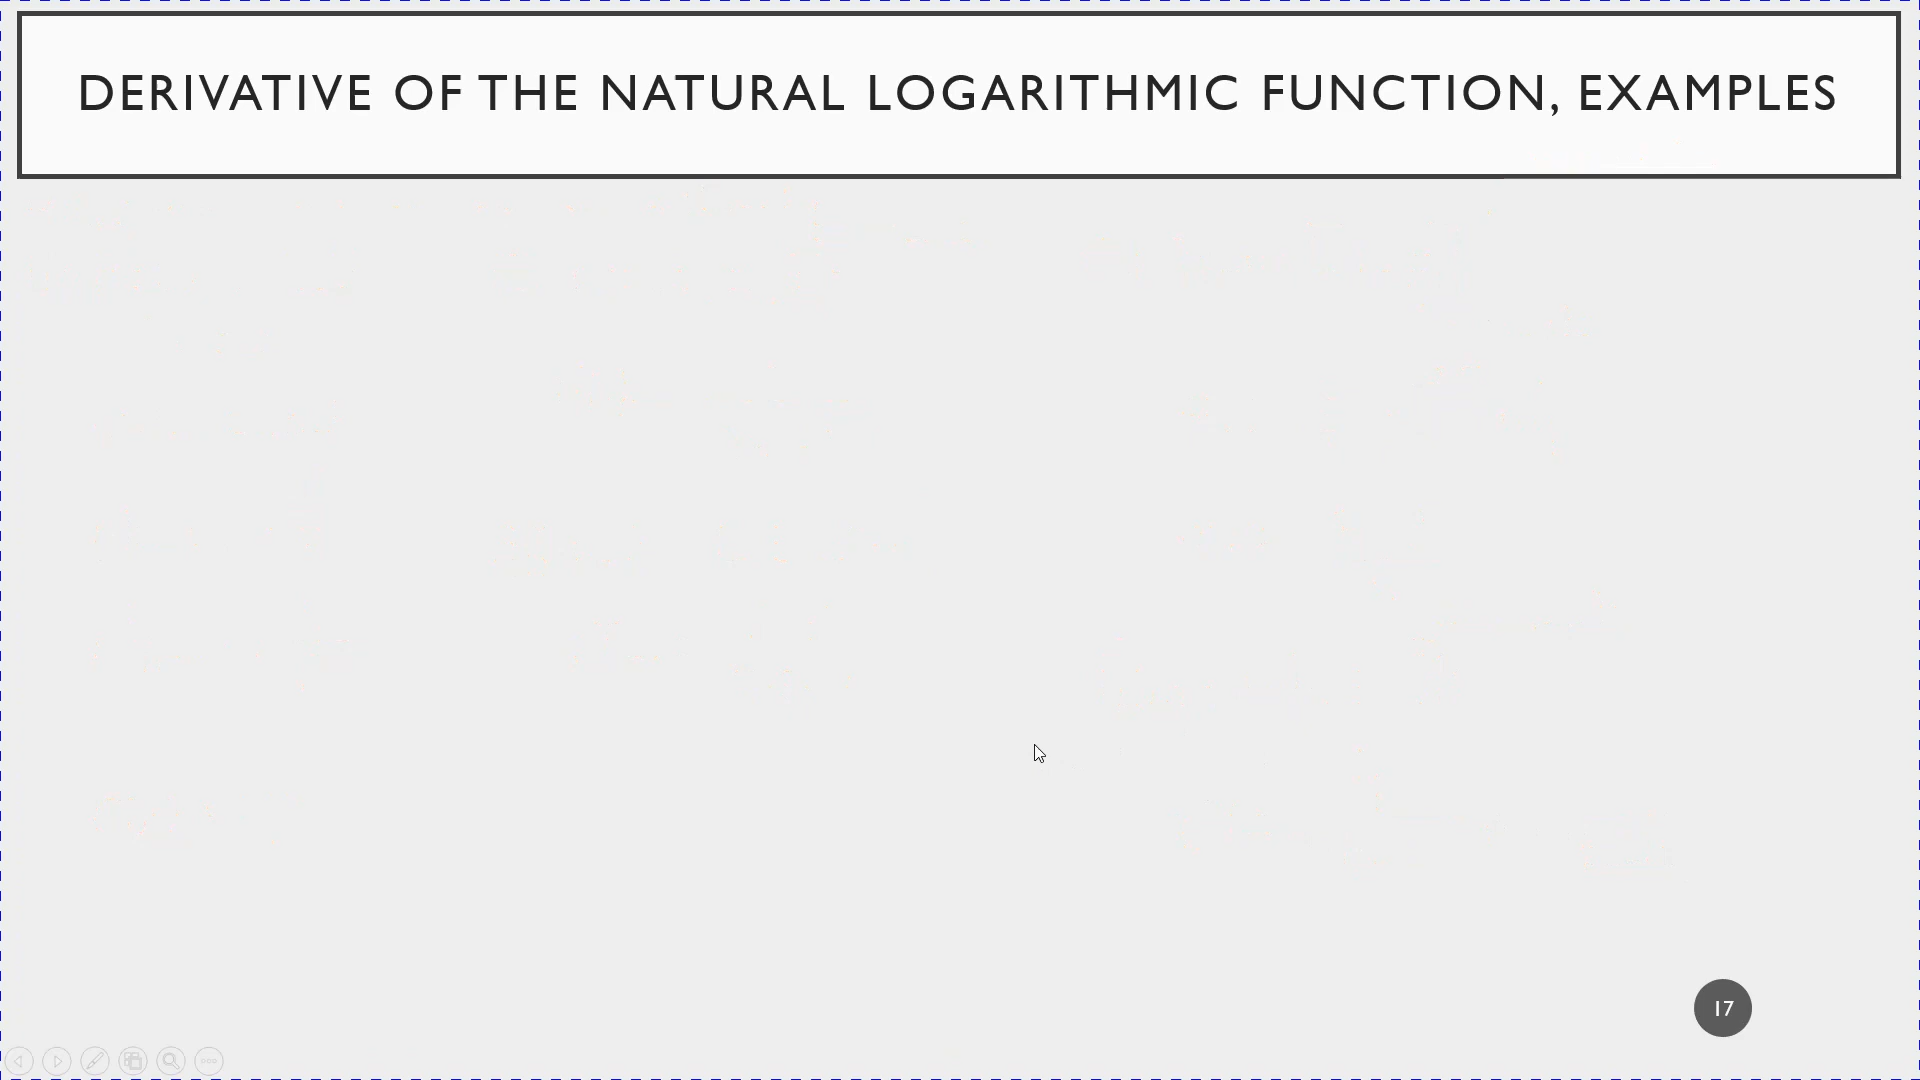 DERIVATIVE OF THE NATURAL LOGARITHMIC FUNCTION, EXAMPLES
17